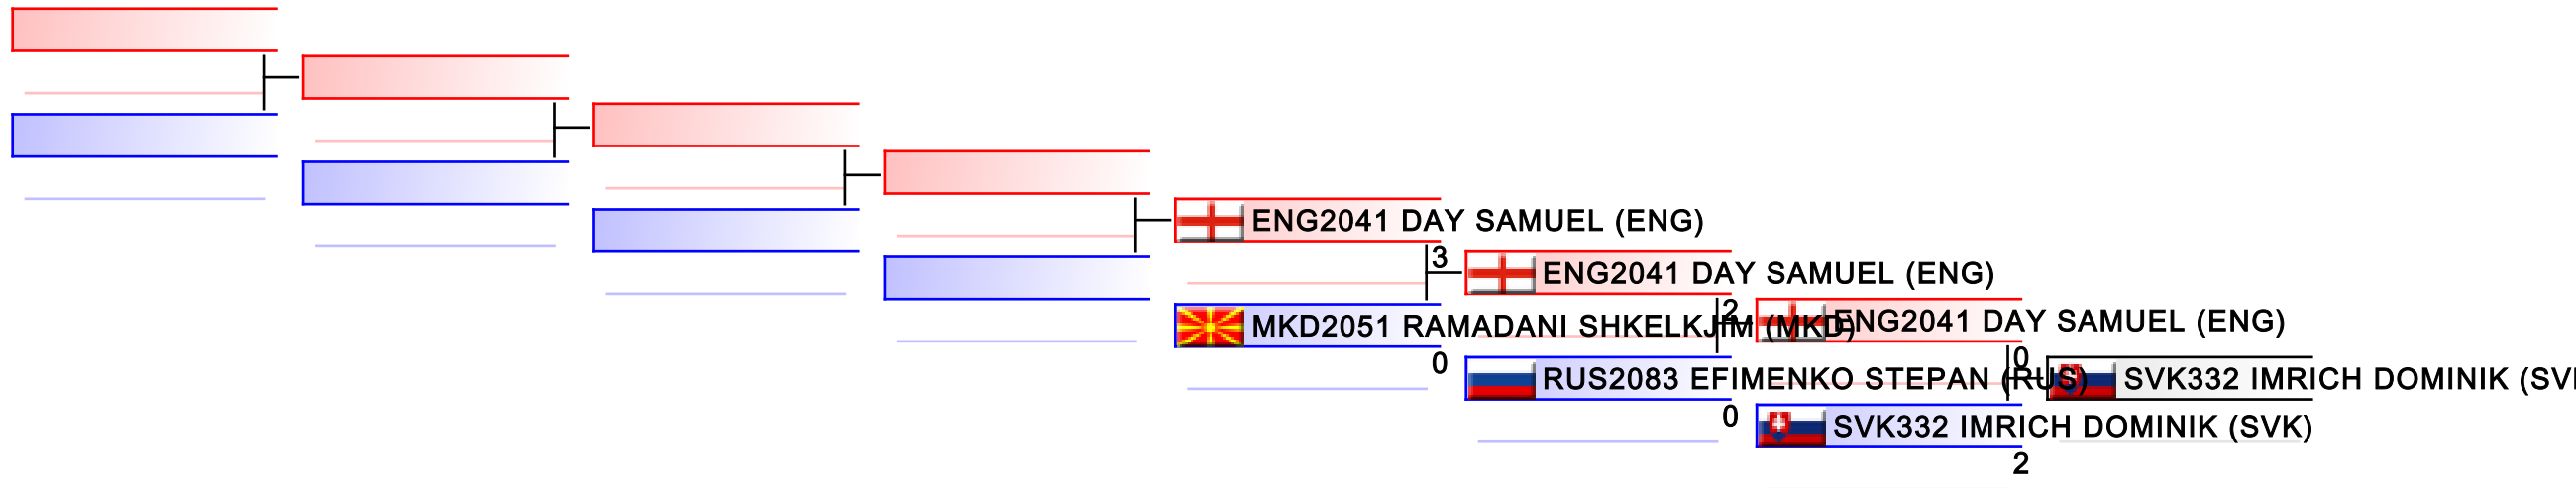 ENG2041 DAY SAMUEL (ENG)
3
ENG2041 DAY SAMUEL (ENG)
MKD2051 RAMADANI SHKELKJIM (MKD)
0
2
ENG2041 DAY SAMUEL (ENG)
RUS2083 EFIMENKO STEPAN (RUS)
0
0
SVK332 IMRICH DOMINIK (SV
SVK332 IMRICH DOMINIK (SVK)
2